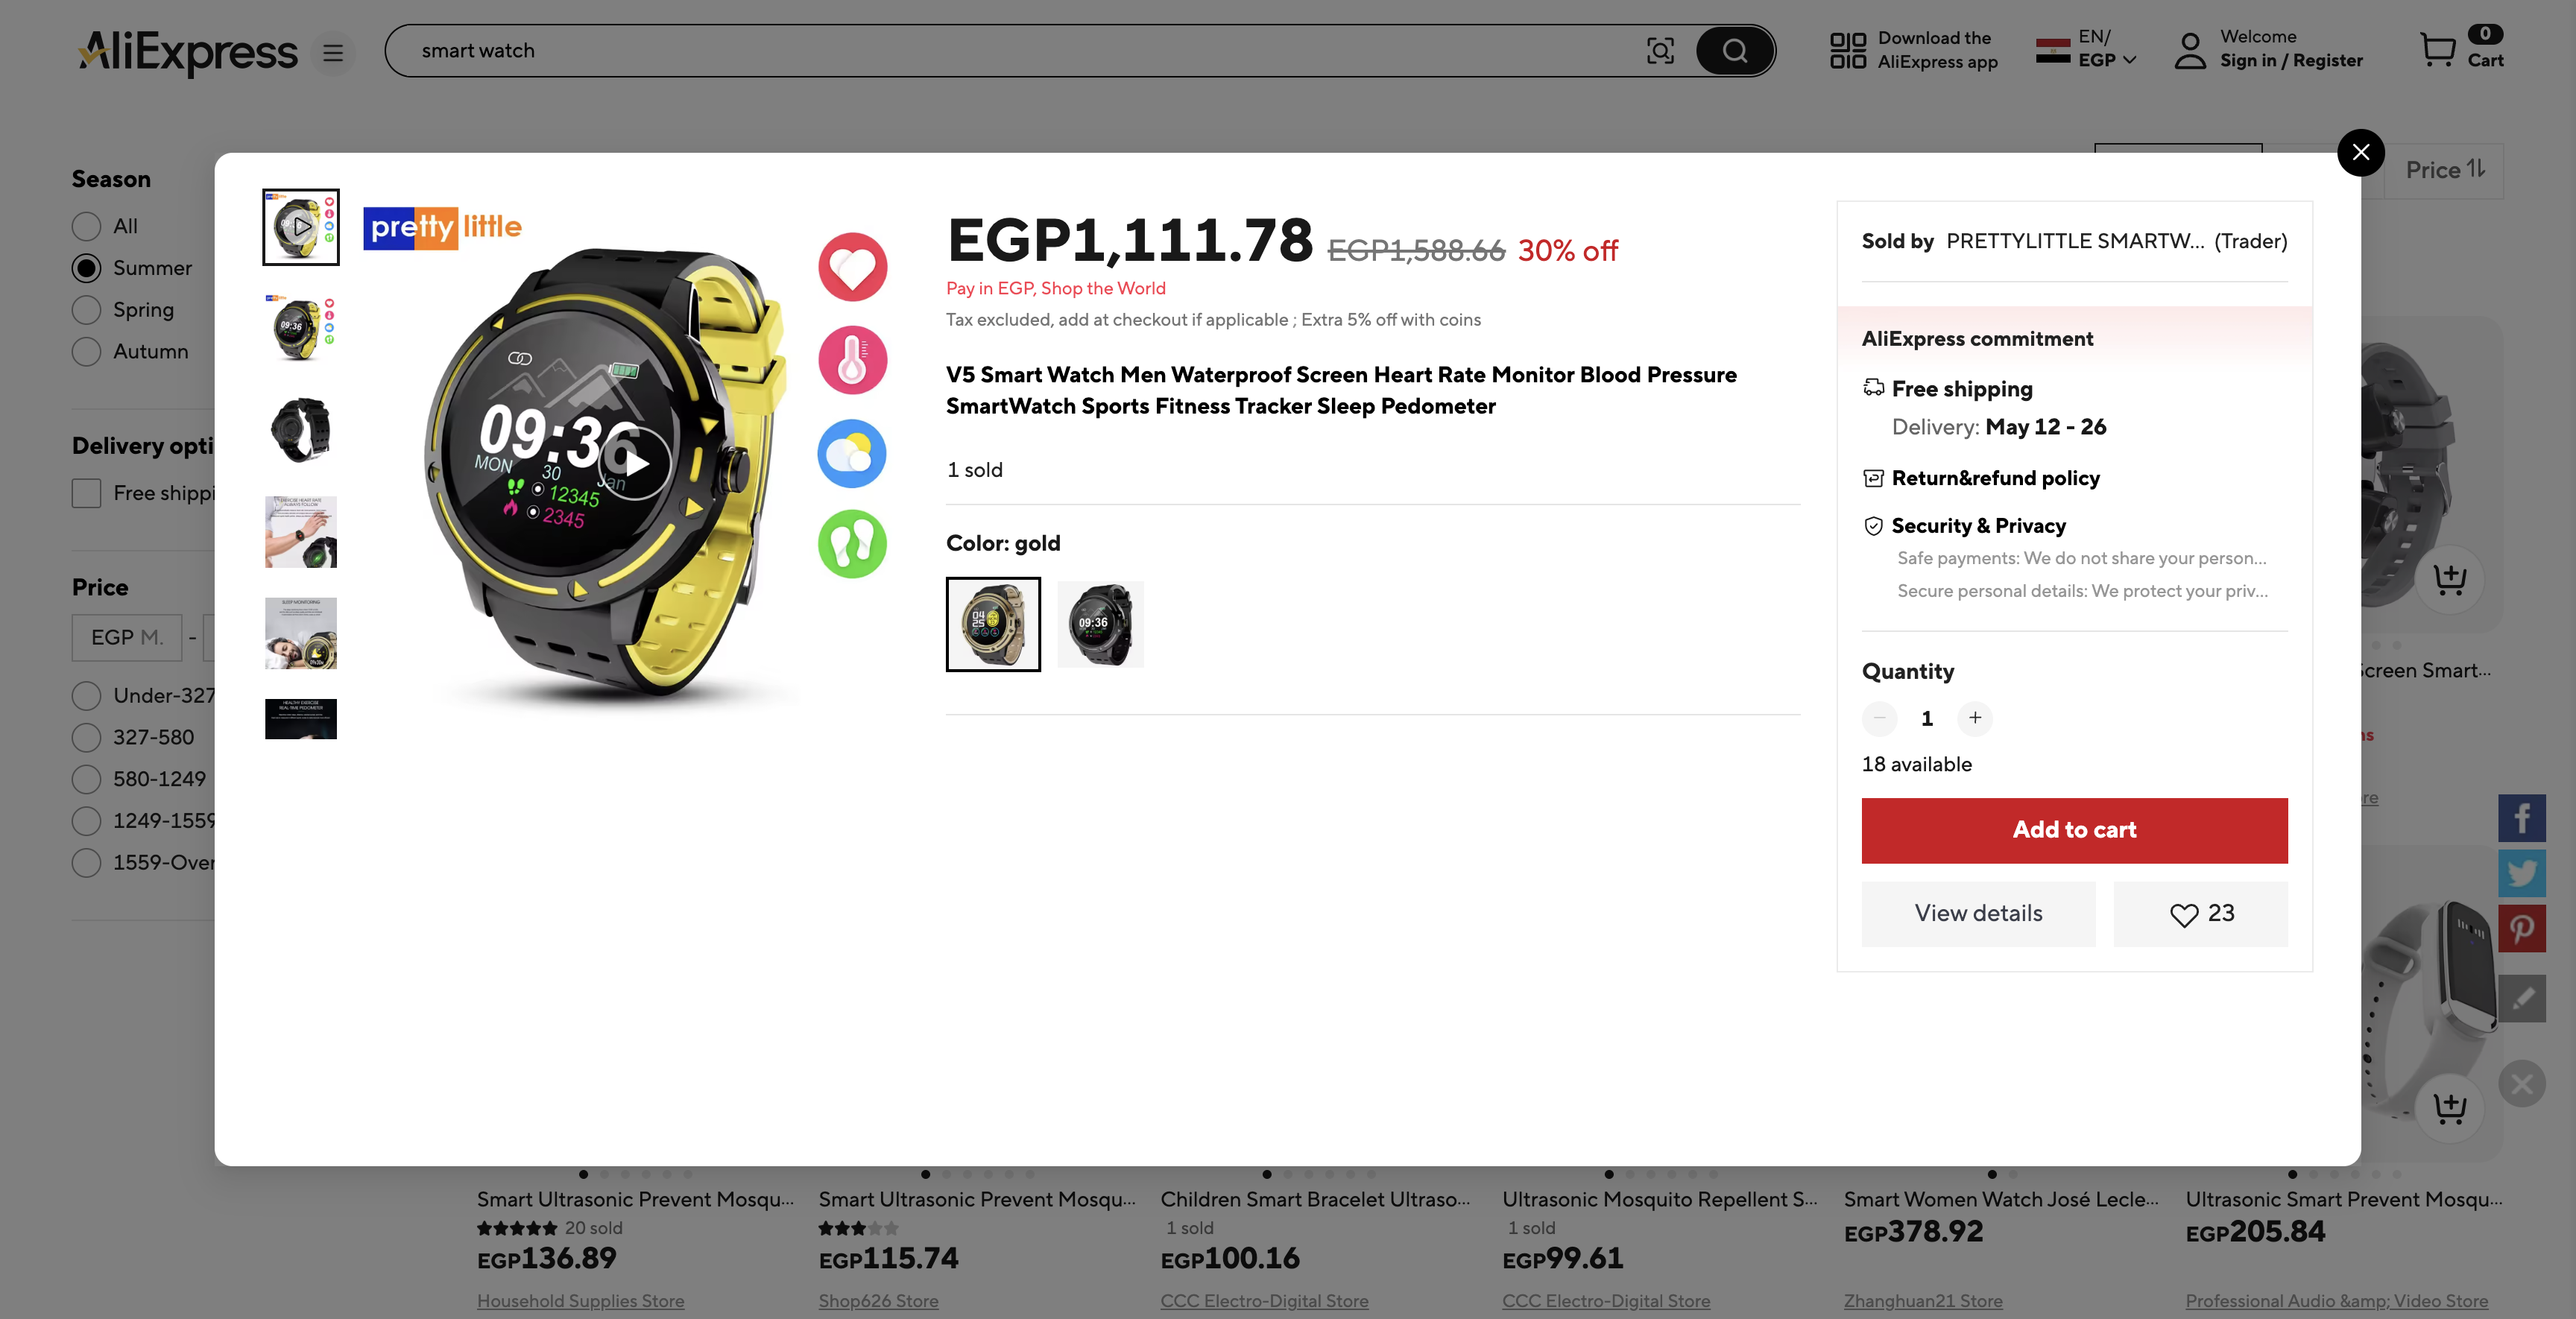 AliExpress
smart watch
Download the
AliExpress app
EN/
EGP
Welcome
Sign in / Register
0
Cart
Price
Season
All
Summer
Spring
Autumn
Delivery opti
Free shippi
Price
EGP M. -
Under-327
327-580
580-1249
1249-1559
1559-Over
pretty little
09:36
MON 30 Jan
12345
2345
EGP1,111.78 EGP1,588.66 30% off
Pay in EGP, Shop the World
Tax excluded, add at checkout if applicable ; Extra 5% off with coins
V5 Smart Watch Men Waterproof Screen Heart Rate Monitor Blood Pressure
SmartWatch Sports Fitness Tracker Sleep Pedometer
1 sold
Color: gold
04
25
09:36
Sold by PRETTYLITTLE SMARTW... (Trader)
AliExpress commitment
Free shipping
Delivery: May 12 - 26
Return&refund policy
Security & Privacy
Safe payments: We do not share your person...
Secure personal details: We protect your priv...
Quantity
1
18 available
Add to cart
View details
23
Screen Smart...
Smart Ultrasonic Prevent Mosqu...
20 sold
EGP136.89
Household Supplies Store
Smart Ultrasonic Prevent Mosqu...
EGP115.74
Shop626 Store
Children Smart Bracelet Ultraso...
1 sold
EGP100.16
CCC Electro-Digital Store
Ultrasonic Mosquito Repellent S...
1 sold
EGP99.61
CCC Electro-Digital Store
Smart Women Watch José Lecle...
EGP378.92
Zhanghuan21 Store
Ultrasonic Smart Prevent Mosqu...
EGP205.84
Professional Audio &amp; Video Store